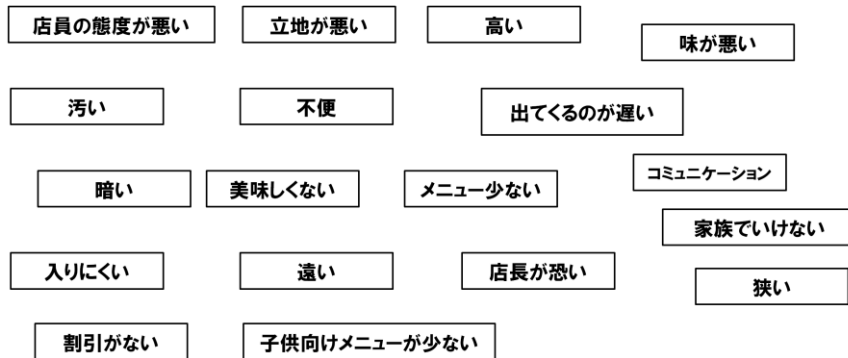 店員の態度が悪い
立地が悪い
高い
味が悪い
汚い
不便
出てくるのが遅い
暗い
美味しくない
メニュー少ない
コミュニケーション
家族でいけない
入りにくい
遠い
店長が恐い
狭い
割引がない
子供向けメニューが少ない